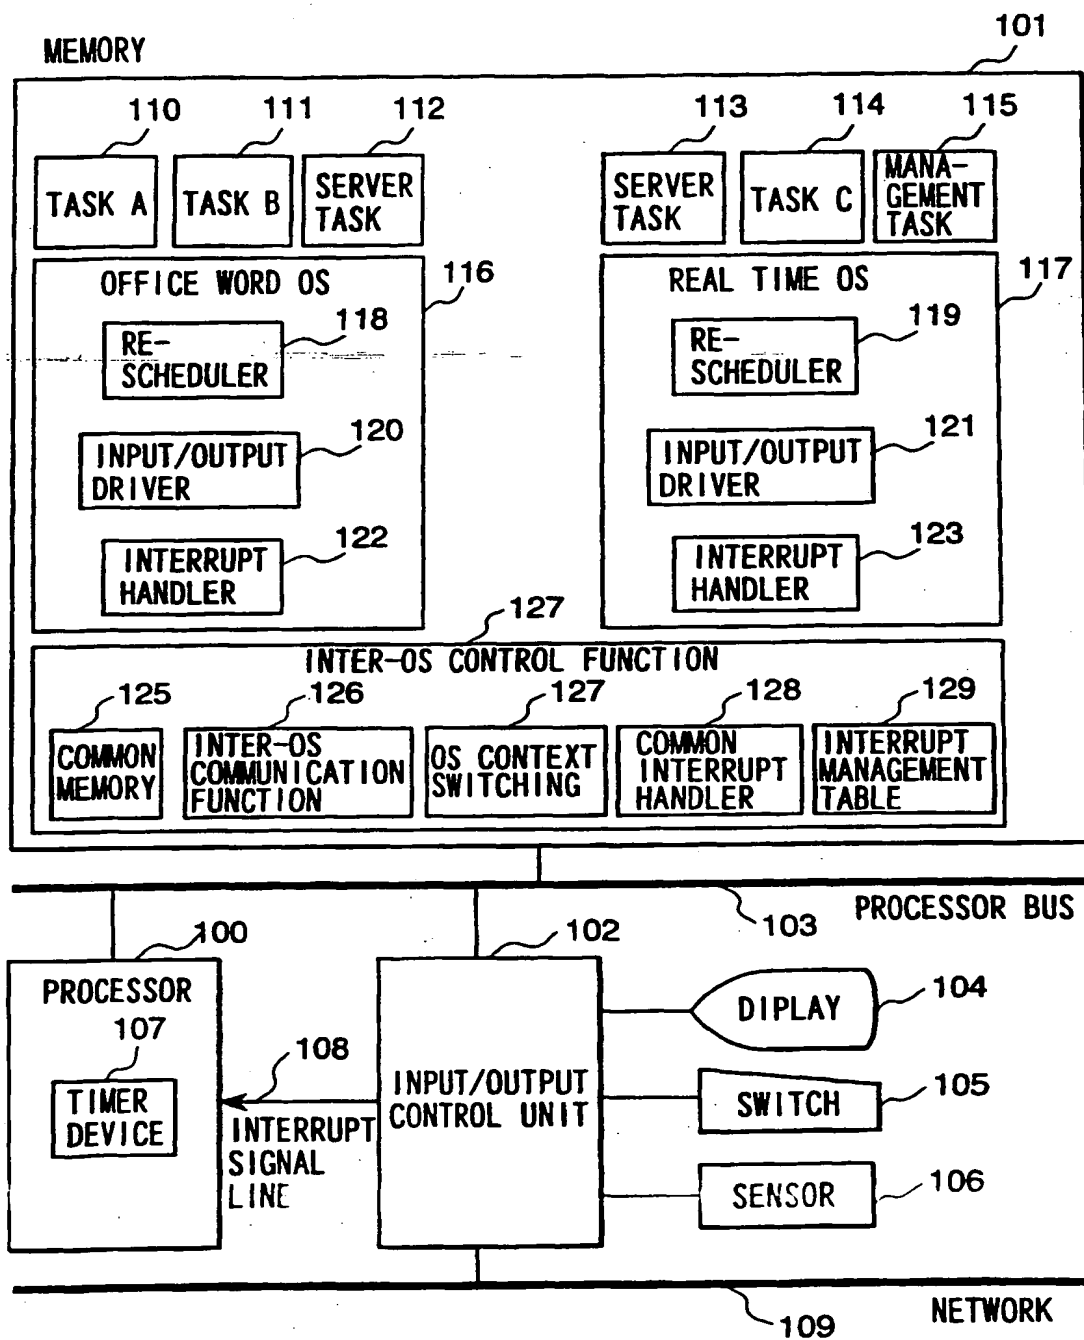 MEMORY
101
110
111
112
113
114
115
TASK A
TASK B
SERVER
TASK
SERVER
TASK
TASK C
MANA-
GEMENT
TASK
OFFICE WORD OS
116
REAL TIME OS
117
RE-
SCHEDULER
118
RE-
SCHEDULER
119
INPUT/OUTPUT
DRIVER
120
INPUT/OUTPUT
DRIVER
121
INTERRUPT
HANDLER
122
INTERRUPT
HANDLER
123
127
INTER-OS CONTROL FUNCTION
125
126
127
128
129
COMMON
MEMORY
INTER-OS
COMMUNICATION
FUNCTION
OS CONTEXT
SWITCHING
COMMON
INTERRUPT
HANDLER
INTERRUPT
MANAGEMENT
TABLE
PROCESSOR BUS
103
100
PROCESSOR
107
TIMER
DEVICE
108
INTERRUPT
SIGNAL
LINE
102
INPUT/OUTPUT
CONTROL UNIT
DIPLAY
104
SWITCH
105
SENSOR
106
NETWORK
109